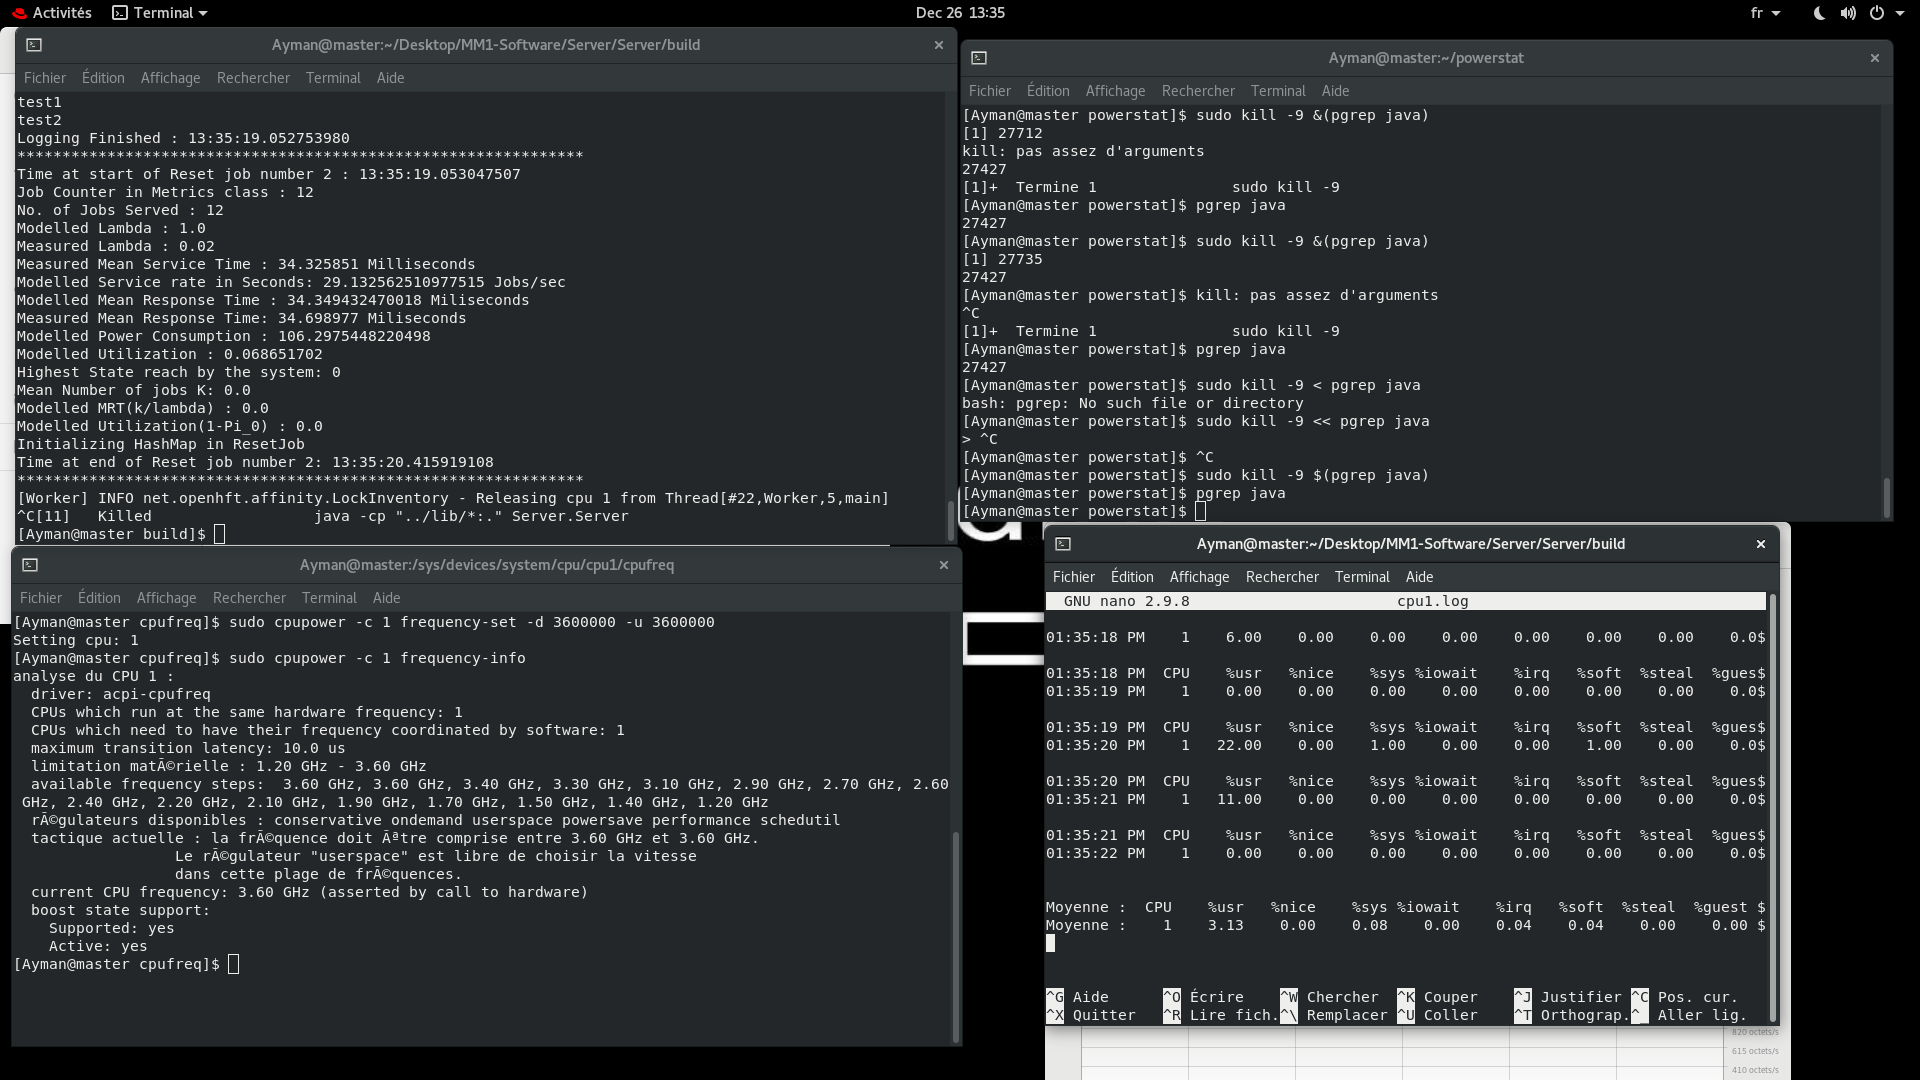 Activités Terminal Dec 26 13:35 fr
Ayman@master:~/Desktop/MM1-Software/Server/Server/build
Fichier Édition Affichage Rechercher Terminal Aide
test1
test2
Logging Finished : 13:35:19.052753980
***************************************************************
Time at start of Reset job number 2 : 13:35:19.053047507
Job Counter in Metrics class : 12
No. of Jobs Served : 12
Modelled Lambda : 1.0
Measured Lambda : 0.02
Measured Mean Service Time : 34.325851 Milliseconds
Modelled Service rate in Seconds: 29.132562510977515 Jobs/sec
Modelled Mean Response Time : 34.349432470018 Miliseconds
Measured Mean Response Time: 34.698977 Miliseconds
Modelled Power Consumption : 106.2975448220498
Modelled Utilization : 0.068651702
Highest State reach by the system: 0
Mean Number of jobs K: 0.0
Modelled MRT(k/lambda) : 0.0
Modelled Utilization(1-Pi_0) : 0.0
Initializing HashMap in ResetJob
Time at end of Reset job number 2: 13:35:20.415919108
***************************************************************
[Worker] INFO net.openhft.affinity.LockInventory - Releasing cpu 1 from Thread[#22,Worker,5,main]
^C[11]   Killed                  java -cp "../lib/*:." Server.Server
[Ayman@master build]$
Ayman@master:~/powerstat
Fichier Édition Affichage Rechercher Terminal Aide
[Ayman@master powerstat]$ sudo kill -9 &(pgrep java)
[1] 27712
kill: pas assez d'arguments
27427
[1]+  Termine 1               sudo kill -9
[Ayman@master powerstat]$ pgrep java
27427
[Ayman@master powerstat]$ sudo kill -9 &(pgrep java)
[1] 27735
27427
[Ayman@master powerstat]$ kill: pas assez d'arguments
^C
[1]+  Termine 1               sudo kill -9
[Ayman@master powerstat]$ pgrep java
27427
[Ayman@master powerstat]$ sudo kill -9 < pgrep java
bash: pgrep: No such file or directory
[Ayman@master powerstat]$ sudo kill -9 << pgrep java
> ^C
[Ayman@master powerstat]$ ^C
[Ayman@master powerstat]$ sudo kill -9 $(pgrep java)
[Ayman@master powerstat]$ pgrep java
[Ayman@master powerstat]$
Ayman@master:/sys/devices/system/cpu/cpu1/cpufreq
Fichier Édition Affichage Rechercher Terminal Aide
[Ayman@master cpufreq]$ sudo cpupower -c 1 frequency-set -d 3600000 -u 3600000
Setting cpu: 1
[Ayman@master cpufreq]$ sudo cpupower -c 1 frequency-info
analyse du CPU 1 :
  driver: acpi-cpufreq
  CPUs which run at the same hardware frequency: 1
  CPUs which need to have their frequency coordinated by software: 1
  maximum transition latency: 10.0 us
  limitation matÃ©rielle : 1.20 GHz - 3.60 GHz
  available frequency steps:  3.60 GHz, 3.60 GHz, 3.40 GHz, 3.30 GHz, 3.10 GHz, 2.90 GHz, 2.70 GHz, 2.60
 GHz, 2.40 GHz, 2.20 GHz, 2.10 GHz, 1.90 GHz, 1.70 GHz, 1.50 GHz, 1.40 GHz, 1.20 GHz
  rÃ©gulateurs disponibles : conservative ondemand userspace powersave performance schedutil
  tactique actuelle : la frÃ©quence doit Ãªtre comprise entre 3.60 GHz et 3.60 GHz.
                  Le rÃ©gulateur "userspace" est libre de choisir la vitesse
                  dans cette plage de frÃ©quences.
  current CPU frequency: 3.60 GHz (asserted by call to hardware)
  boost state support:
    Supported: yes
    Active: yes
[Ayman@master cpufreq]$
Ayman@master:~/Desktop/MM1-Software/Server/Server/build
Fichier Édition Affichage Rechercher Terminal Aide
GNU nano 2.9.8 cpu1.log
01:35:18 PM    1    6.00    0.00    0.00    0.00    0.00    0.00    0.00    0.0$
01:35:18 PM  CPU    %usr   %nice    %sys %iowait    %irq   %soft  %steal  %gues$
01:35:19 PM    1    0.00    0.00    0.00    0.00    0.00    0.00    0.00    0.0$
01:35:19 PM  CPU    %usr   %nice    %sys %iowait    %irq   %soft  %steal  %gues$
01:35:20 PM    1   22.00    0.00    1.00    0.00    0.00    1.00    0.00    0.0$
01:35:20 PM  CPU    %usr   %nice    %sys %iowait    %irq   %soft  %steal  %gues$
01:35:21 PM    1   11.00    0.00    0.00    0.00    0.00    0.00    0.00    0.0$
01:35:21 PM  CPU    %usr   %nice    %sys %iowait    %irq   %soft  %steal  %gues$
01:35:22 PM    1    0.00    0.00    0.00    0.00    0.00    0.00    0.00    0.0$
Moyenne :  CPU    %usr   %nice    %sys %iowait    %irq   %soft  %steal  %guest $
Moyenne :    1    3.13    0.00    0.08    0.00    0.04    0.04    0.00    0.00 $
^G Aide ^O Écrire ^W Chercher ^K Couper ^J Justifier ^C Pos. cur.
^X Quitter ^R Lire fich. ^\ Remplacer ^U Coller ^T Orthograp. ^_ Aller lig.
820 octets/s
615 octets/s
410 octets/s